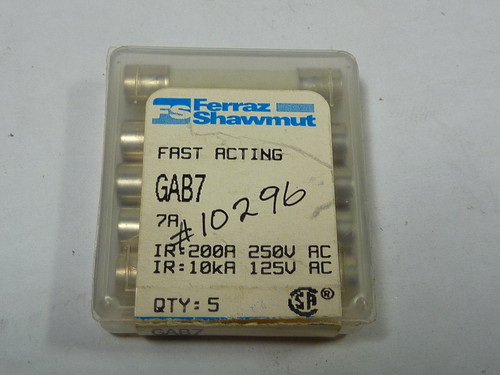 FS Ferraz
Shawmut
FAST ACTING
GAB7
7A
#10296
IR:200A 250V AC
IR:10kA 125V AC
QTY:5
SA ®
GAB7